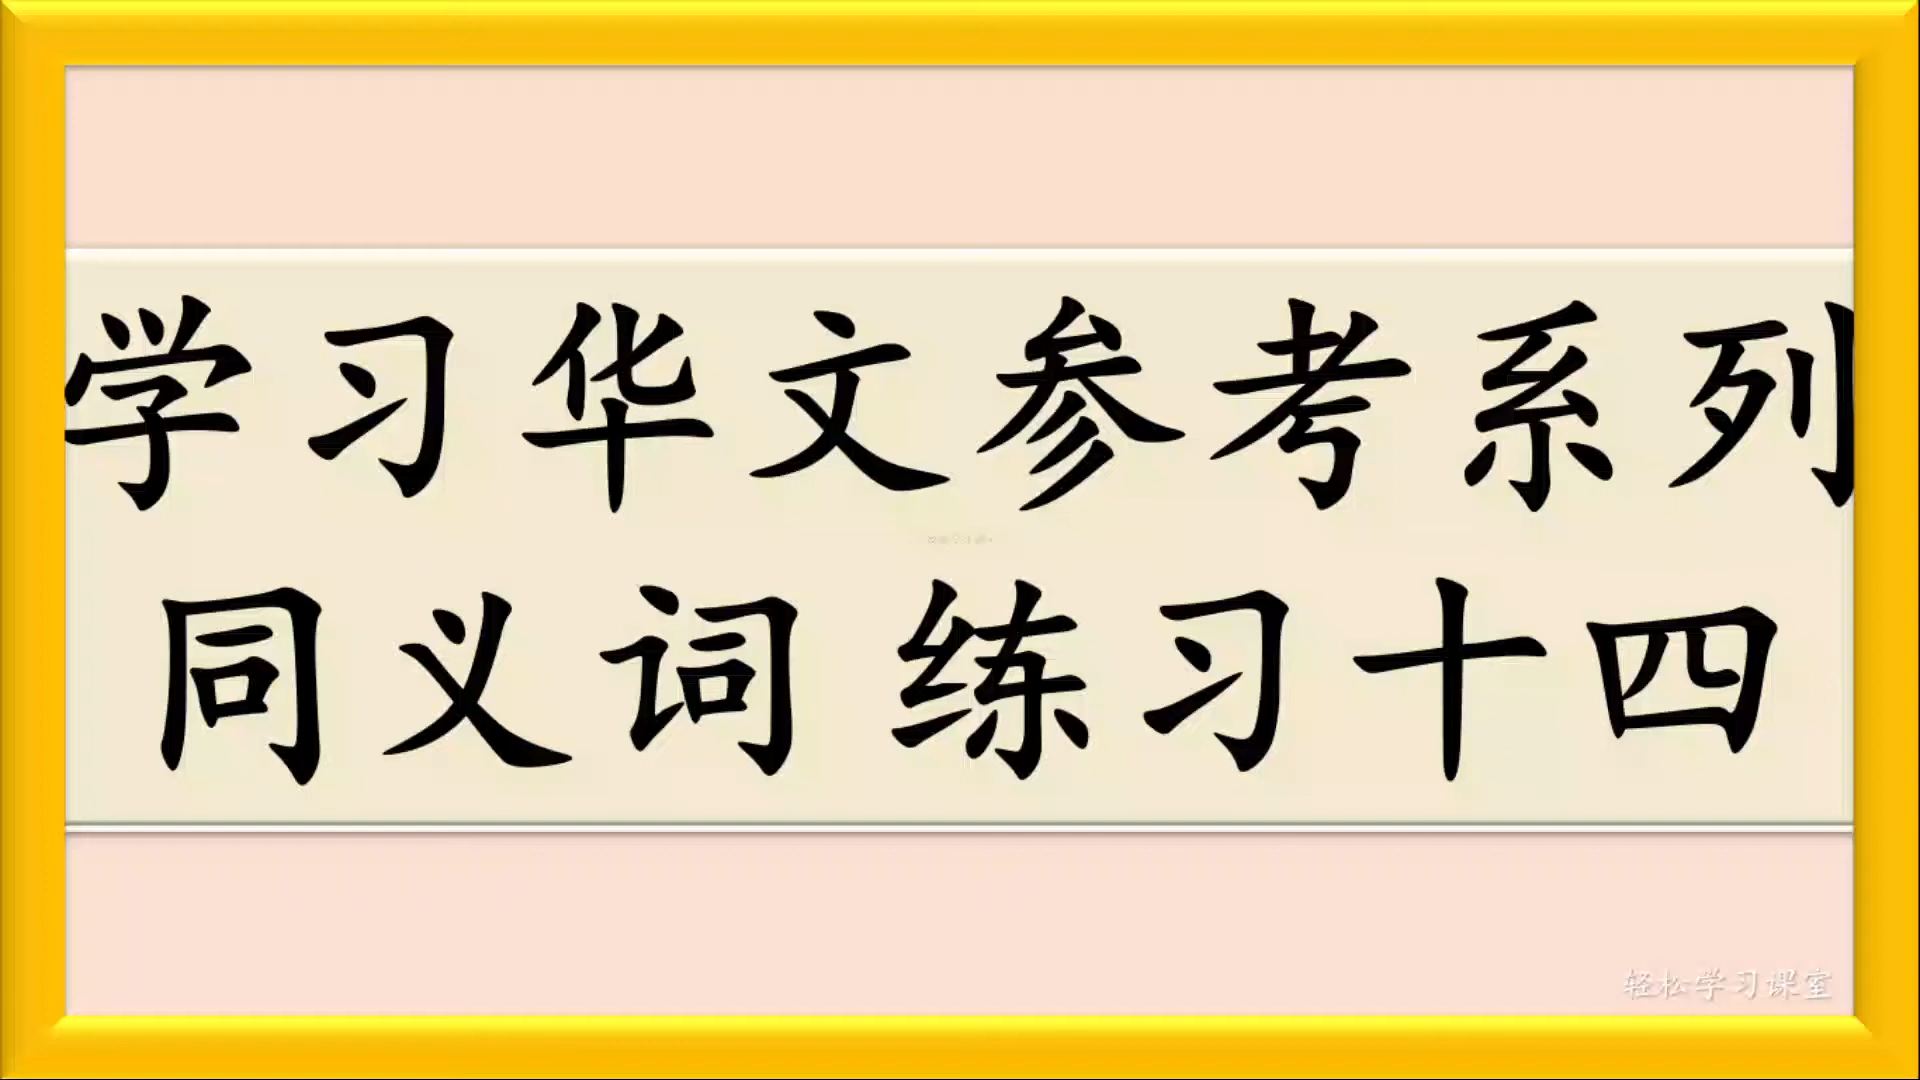 学习华文参考系列
同义词 练习十四
轻松学习课室